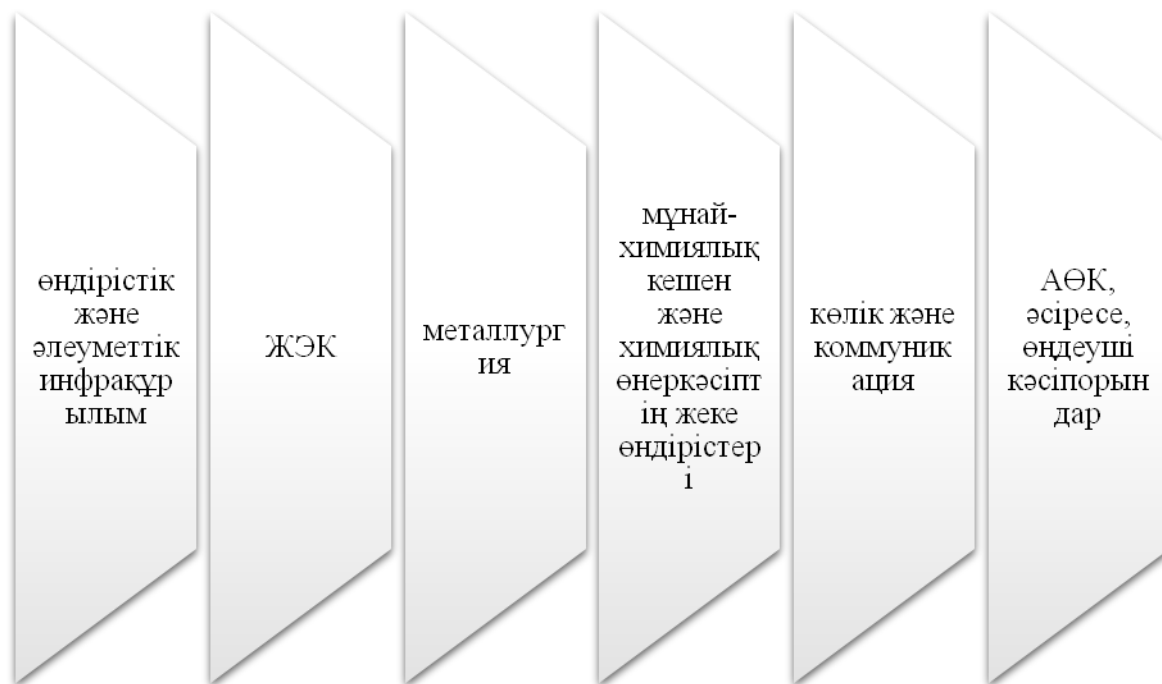 өндірістік
және
әлеуметтік
инфрақұр
ылым
ЖЭК
металлург
ия
мұнай-
химиялық
кешен
және
химиялық
өнеркәсіпт
ің жеке
өндірістер
і
көлік және
коммуник
ация
АӨК,
әсіресе,
өңдеуші
кәсіпорын
дар